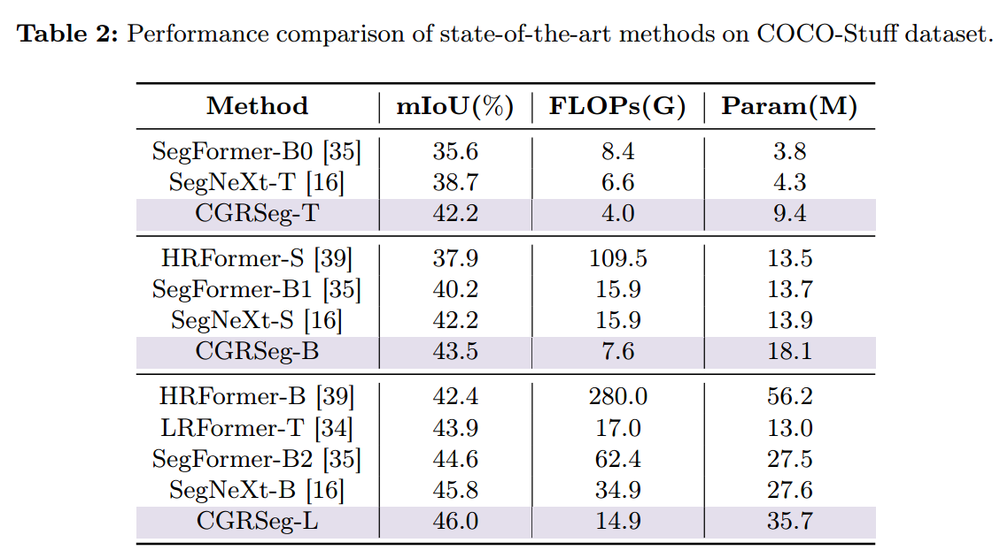 Table 2: Performance comparison of state-of-the-art methods on COCO-Stuff dataset.
Method mIoU(%) FLOPs(G) Param(M)
SegFormer-B0 [35] 35.6 8.4 3.8
SegNeXt-T [16] 38.7 6.6 4.3
CGRSeg-T 42.2 4.0 9.4
HRFormer-S [39] 37.9 109.5 13.5
SegFormer-B1 [35] 40.2 15.9 13.7
SegNeXt-S [16] 42.2 15.9 13.9
CGRSeg-B 43.5 7.6 18.1
HRFormer-B [39] 42.4 280.0 56.2
LRFormer-T [34] 43.9 17.0 13.0
SegFormer-B2 [35] 44.6 62.4 27.5
SegNeXt-B [16] 45.8 34.9 27.6
CGRSeg-L 46.0 14.9 35.7